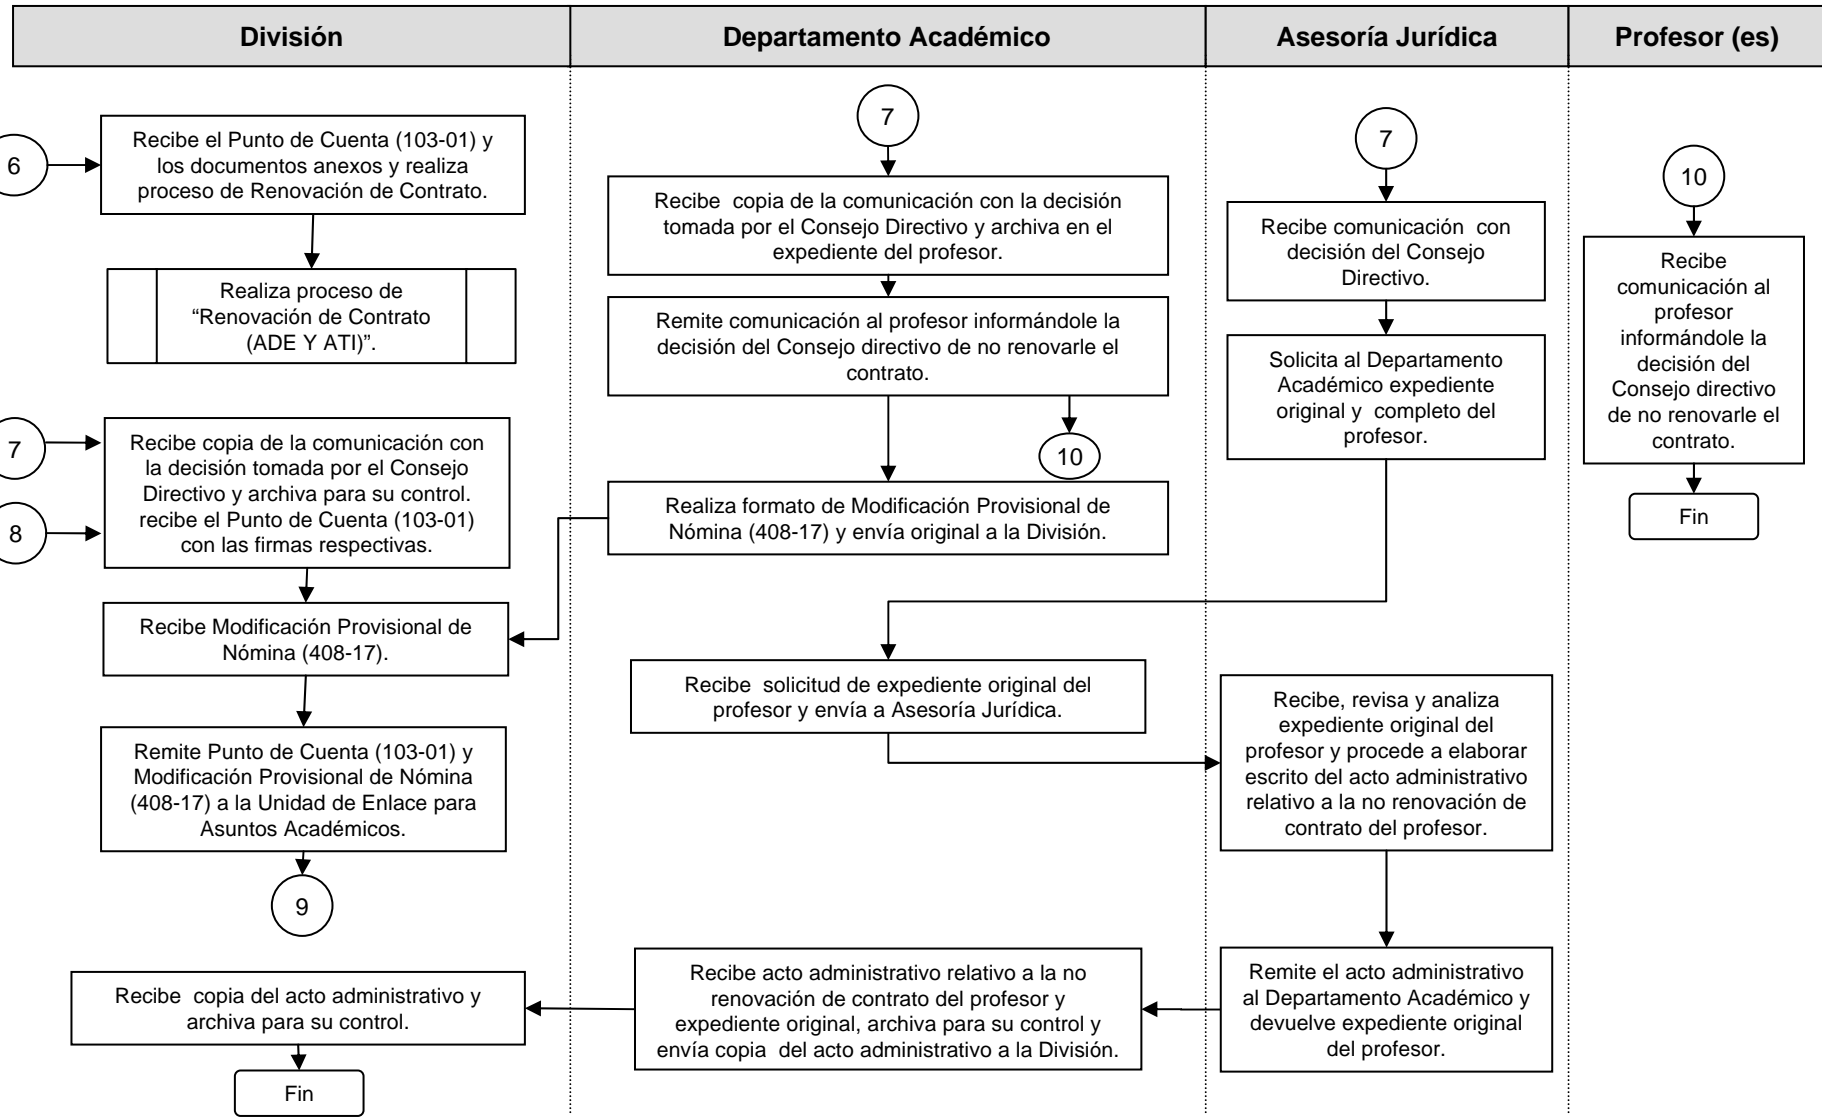 División
Departamento Académico
Asesoría Jurídica
Profesor (es)
6
Recibe el Punto de Cuenta (103-01) y
los documentos anexos y realiza
proceso de Renovación de Contrato.
Realiza proceso de
“Renovación de Contrato
(ADE Y ATI)”.
7
8
Recibe copia de la comunicación con
la decisión tomada por el Consejo
Directivo y archiva para su control.
recibe el Punto de Cuenta (103-01)
con las firmas respectivas.
Recibe Modificación Provisional de
Nómina (408-17).
Remite Punto de Cuenta (103-01) y
Modificación Provisional de Nómina
(408-17) a la Unidad de Enlace para
Asuntos Académicos.
9
Recibe copia del acto administrativo y
archiva para su control.
Fin
7
Recibe copia de la comunicación con la decisión
tomada por el Consejo Directivo y archiva en el
expediente del profesor.
Remite comunicación al profesor informándole la
decisión del Consejo directivo de no renovarle el
contrato.
10
Realiza formato de Modificación Provisional de
Nómina (408-17) y envía original a la División.
Recibe solicitud de expediente original del
profesor y envía a Asesoría Jurídica.
Recibe acto administrativo relativo a la no
renovación de contrato del profesor y
expediente original, archiva para su control y
envía copia del acto administrativo a la División.
7
Recibe comunicación con
decisión del Consejo
Directivo.
Solicita al Departamento
Académico expediente
original y completo del
profesor.
Recibe, revisa y analiza
expediente original del
profesor y procede a elaborar
escrito del acto administrativo
relativo a la no renovación de
contrato del profesor.
Remite el acto administrativo
al Departamento Académico y
devuelve expediente original
del profesor.
10
Recibe
comunicación al
profesor
informándole la
decisión del
Consejo directivo
de no renovarle el
contrato.
Fin